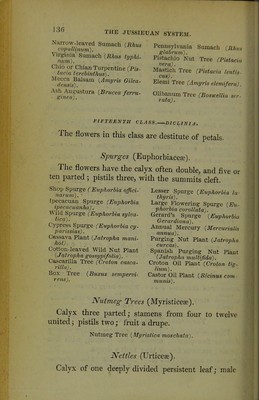 136 THE JUSSIEUAN SYSTEM.
Narrow-leaved Sumach (Rhus
copallinum).
Virginia Sumach (Rhus typhi-
num).
Chio or Chian Turpentine (Pis-
tacia terebinthus).
Mecca Balsam (Amyris Gilea-
densis).
Ash Angustura (Brucea ferru-
ginea).
Pennsylvania Sumach (Rhus
glabrum).
Pistachio Nut Tree (Pistacia
vera).
Mastich Tree (Pistacia lentis-
cus).
Elemi Tree (Amyris elemifera).
Olibanum Tree (Boswellia ser-
rata).
FIFTEENTH CLASS.—DICLINIA.
The flowers in this class are destitute of petals.
Spurges (Euphorbiaceæ).
The flowers have the calyx often double, and five or
ten parted; pistils three, with the summits cleft.
Shop Spurge (Euphorbia offici-
narum).
Ipecacuan Spurge (Euphorbia
ipecacuanha).
Wild Spurge (Euphorbia sylva-
tica).
Cypress Spurge (Euphorbia cy-
parissias).
Cassava Plant (Jatropha mani-
hot).
Cotton-leaved Wild Nut Plant
(Jatropha gossypifolia).
Cascarilla Tree (Croton casca-
rilla).
Box Tree (Buxus sempervi-
rens).
Lesser Spurge (Euphorbia la-
thyris).
Large Flowering Spurge (Eu-
phorbia corollata).
Gerard's Spurge (Euphorbia
Gerardiana).
Annual Mercury (Mercurialis
annua).
Purging Nut Plant (Jatropha
curcas).
Spanish Purging Nut Plant
(Jatropha multifida).
Croton Oil Plant (Croton tig-
lium).
Castor Oil Plant (Ricinus com-
munis).
Nutmeg Trees (Myristiceæ).
Calyx three parted; stamens from four to twelve
united; pistils two; fruit a drupe.
Nutmeg Tree (Myristica moschata).
Nettles (Urticeæ).
Calyx of one deeply divided persistent leaf; male